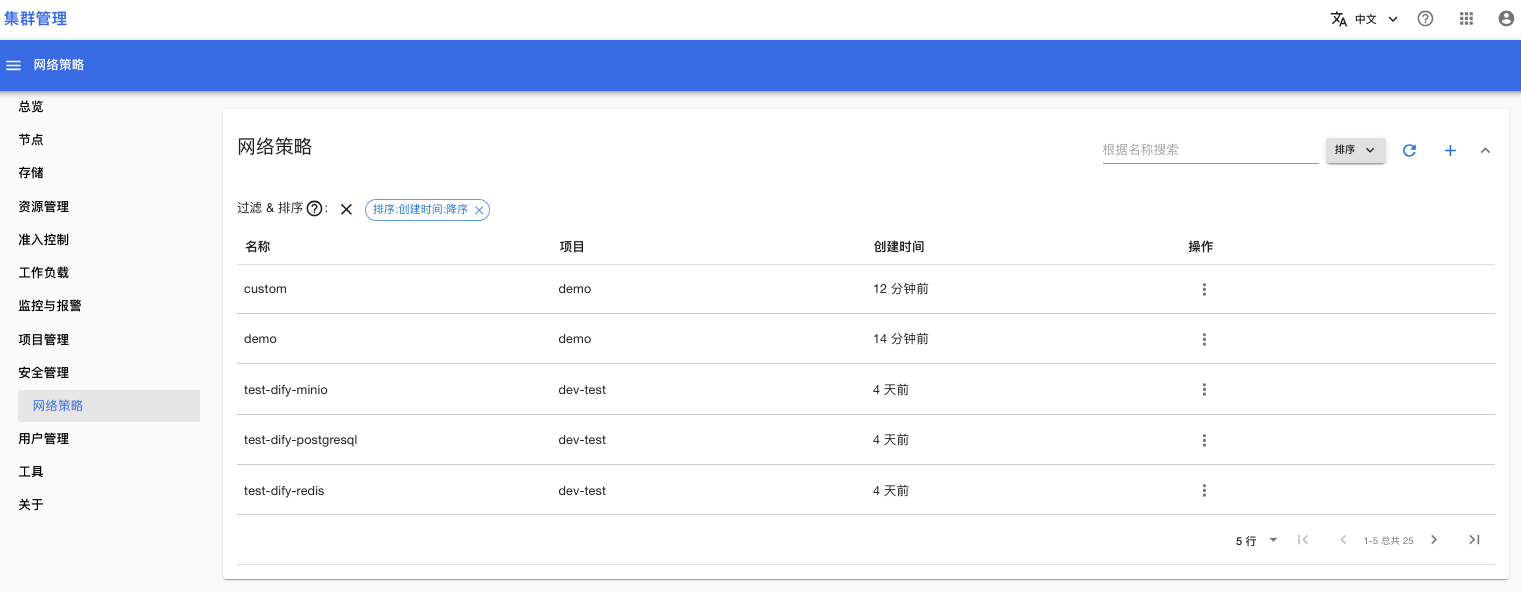 集群管理
中文
网络策略
总览
节点
存储
资源管理
准入控制
工作负载
监控与报警
项目管理
安全管理
网络策略
用户管理
工具
关于
网络策略
根据名称搜索
排序
过滤 & 排序 ? :
排序:创建时间:降序
名称 项目 创建时间 操作
custom demo 12 分钟前
demo demo 14 分钟前
test-dify-minio dev-test 4 天前
test-dify-postgresql dev-test 4 天前
test-dify-redis dev-test 4 天前
5 行 1-5 总共 25